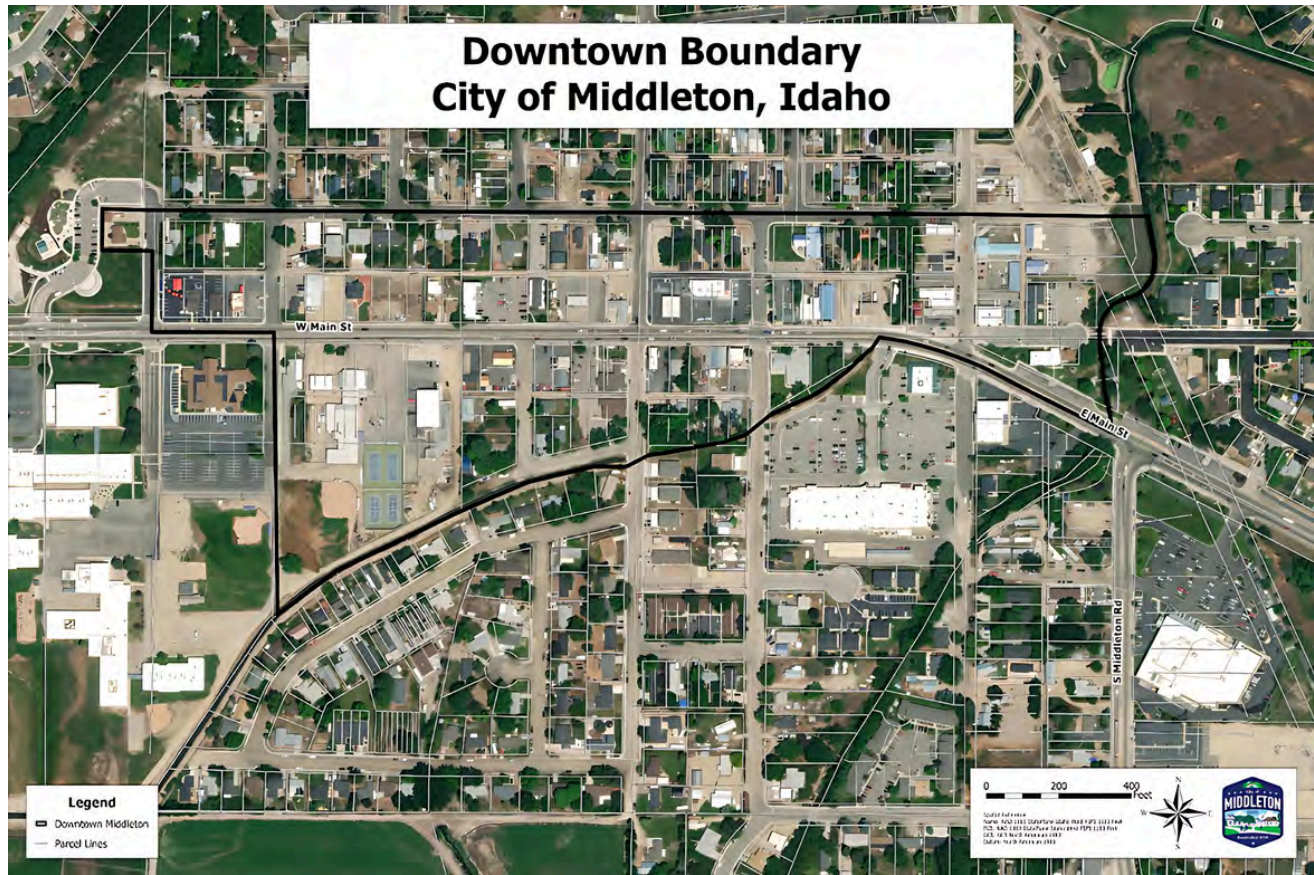 Downtown Boundary
City of Middleton, Idaho
W Main St
E Main St
S Middleton Rd
Legend
Downtown Middleton
Parcel Lines
0 200 400
Feet
N
W E
S
MIDDLETON